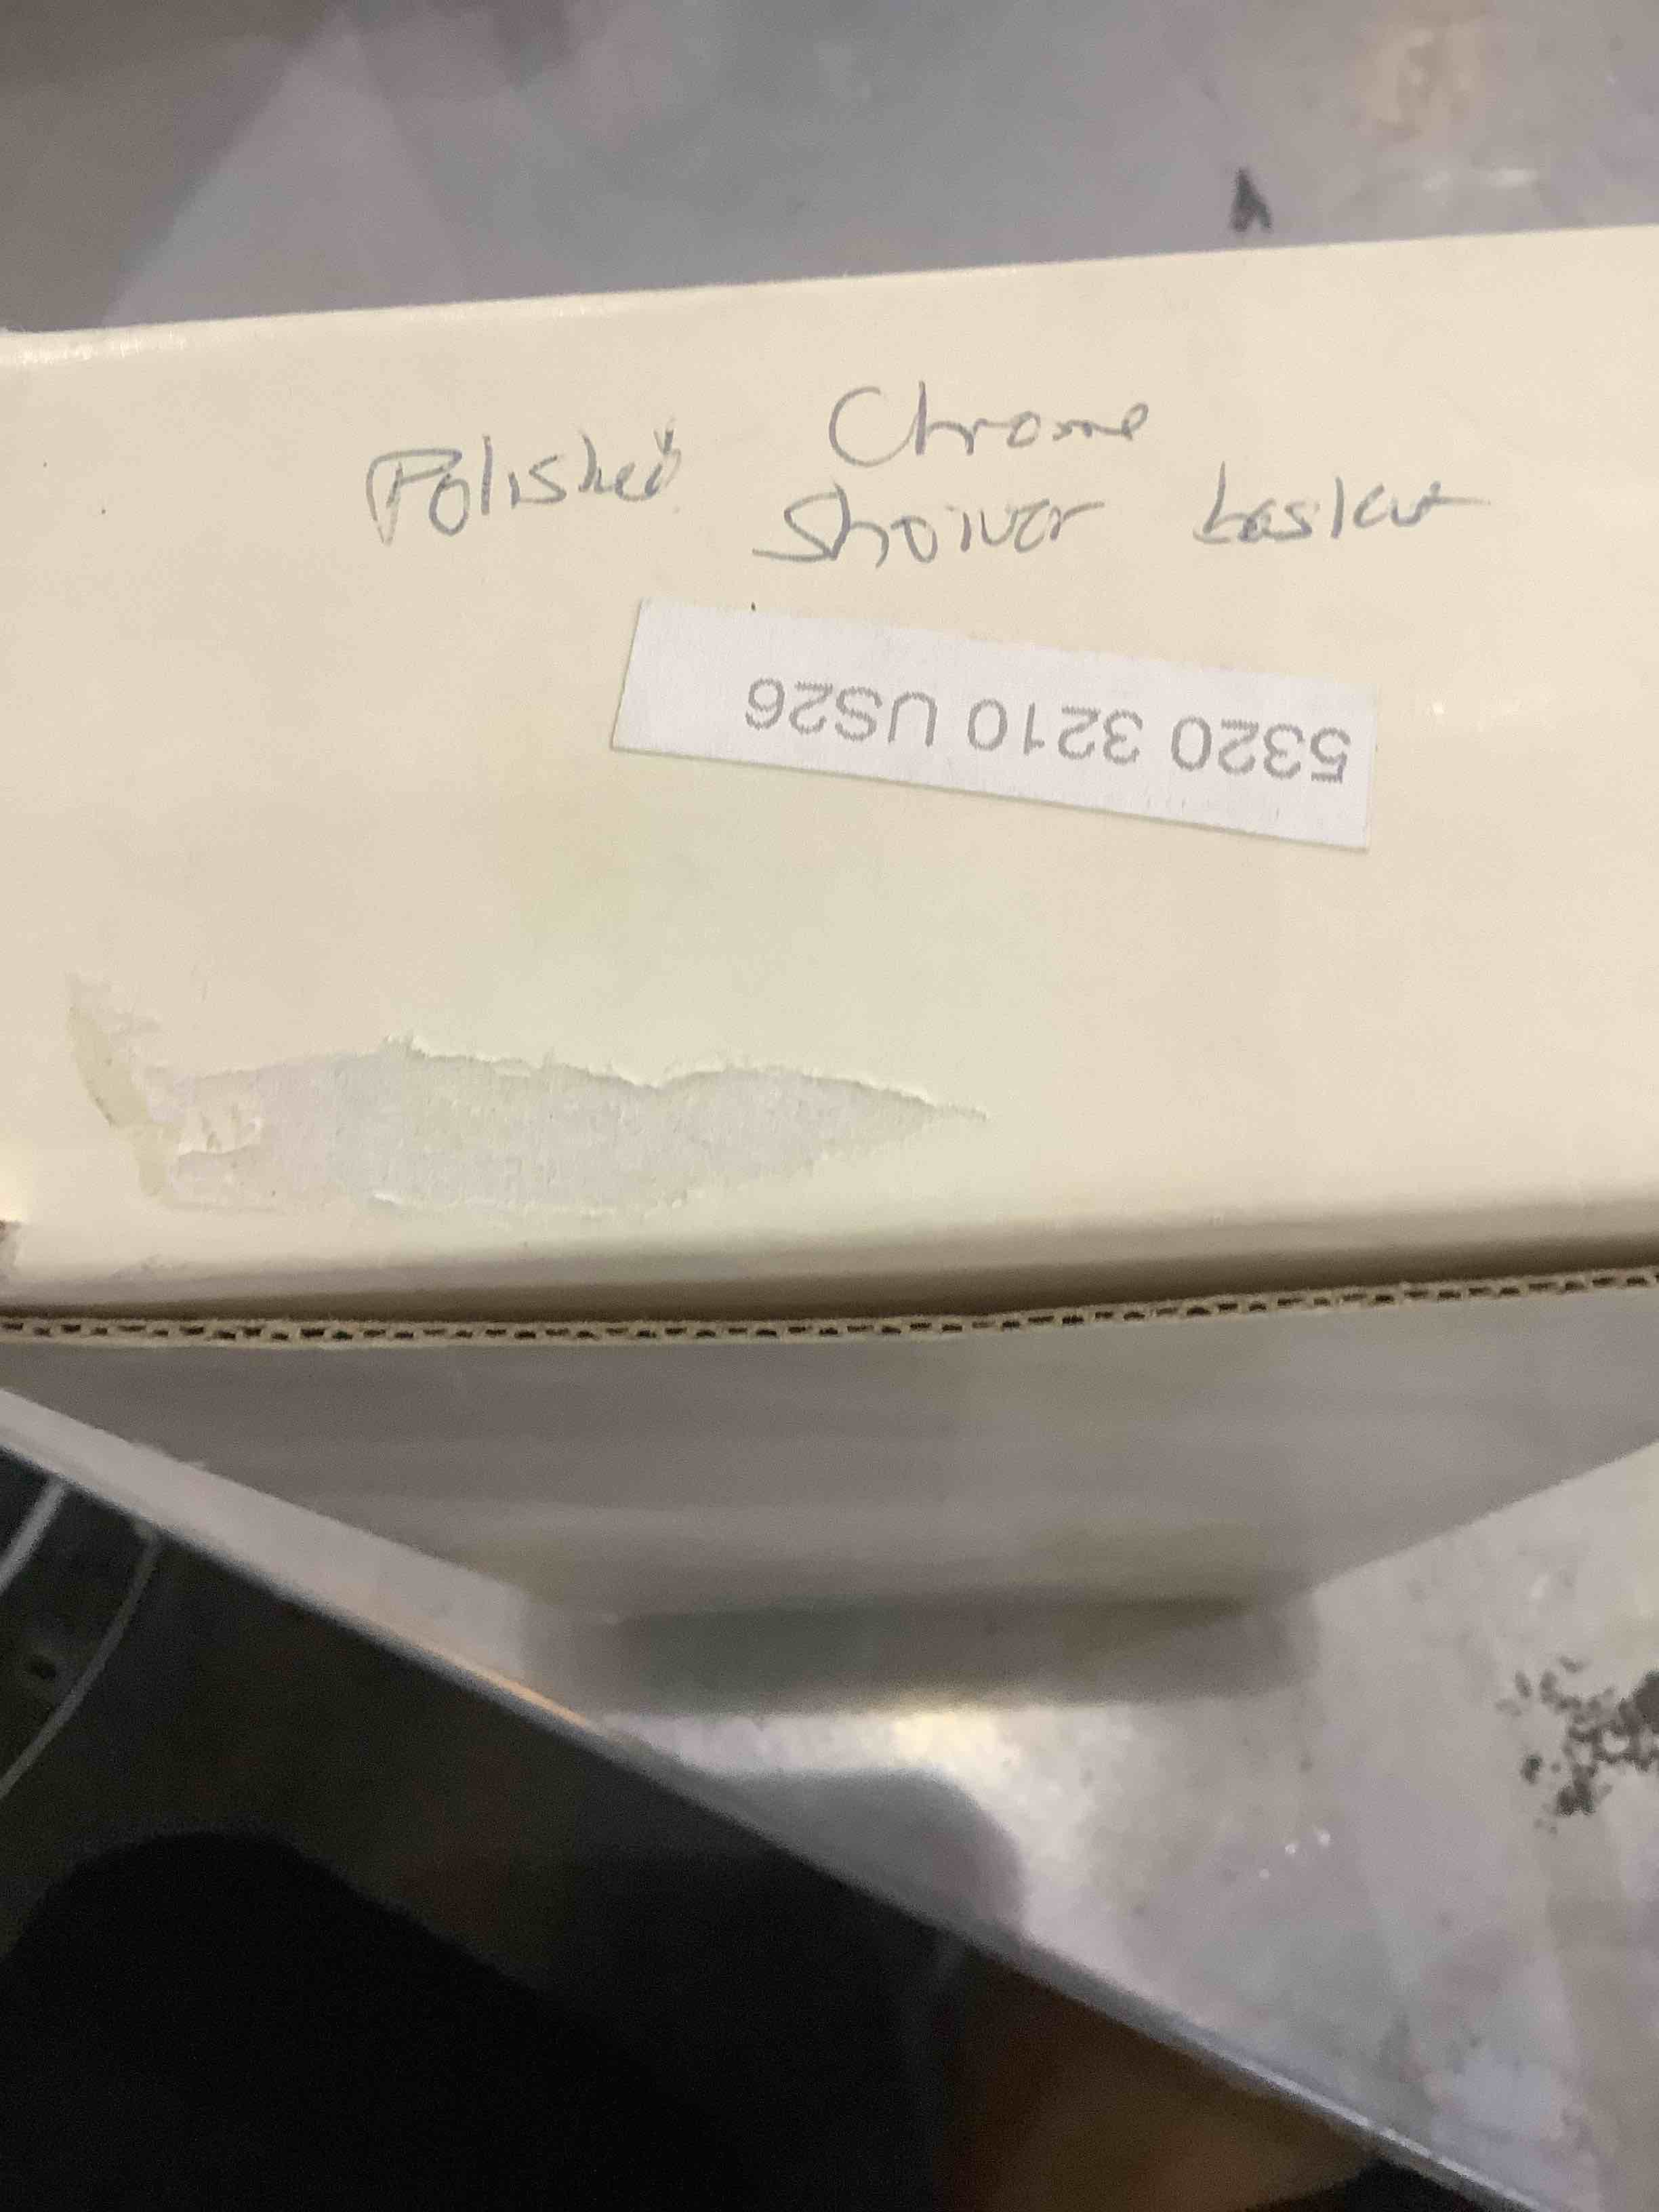 Polished Chrome
Shower basket
5320 3210 US26